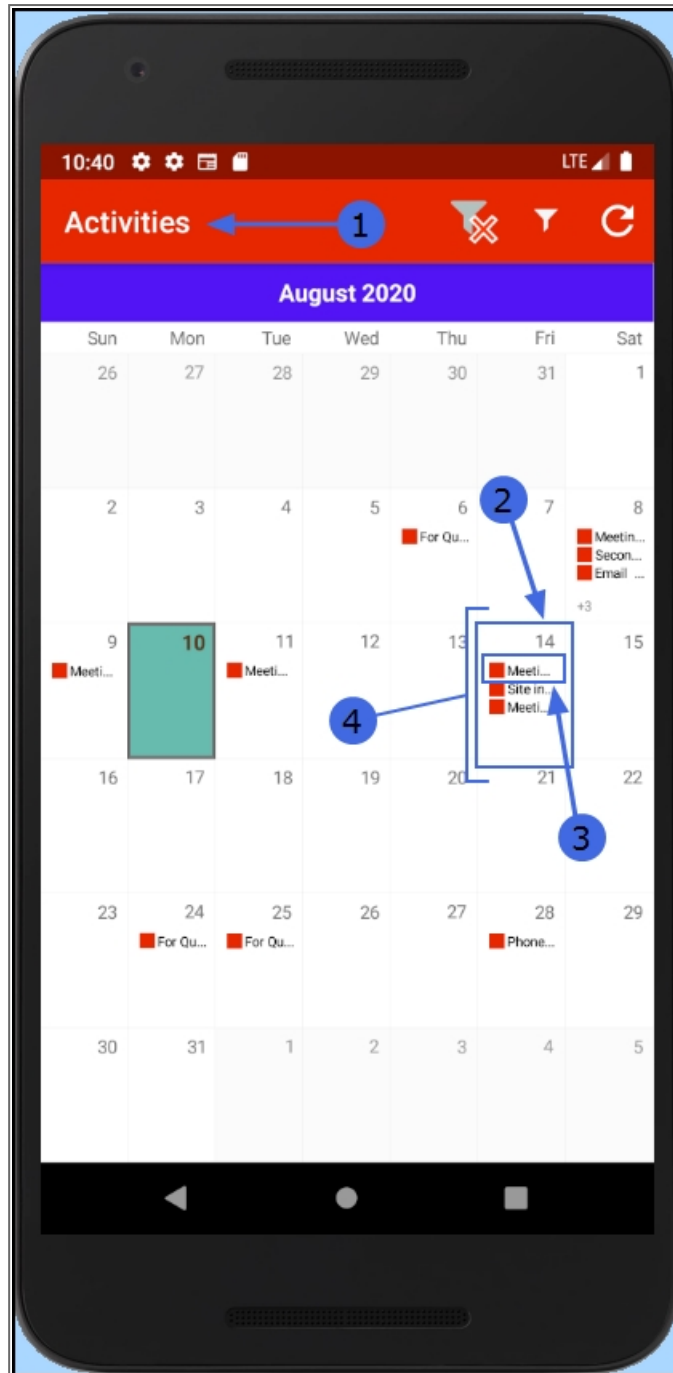 10:40 LTE
Activities 1
August 2020
Sun Mon Tue Wed Thu Fri Sat
26 27 28 29 30 31 1
2 3 4 5 6 2 7 8
For Qu... Meetin...
Secon...
Email ...
+3
9 10 11 12 13 14 15
Meeti... Meeti... Meeti...
Site in...
4 Meeti...
16 17 18 19 20 21 22
3
23 24 25 26 27 28 29
For Qu... For Qu... Phone...
30 31 1 2 3 4 5